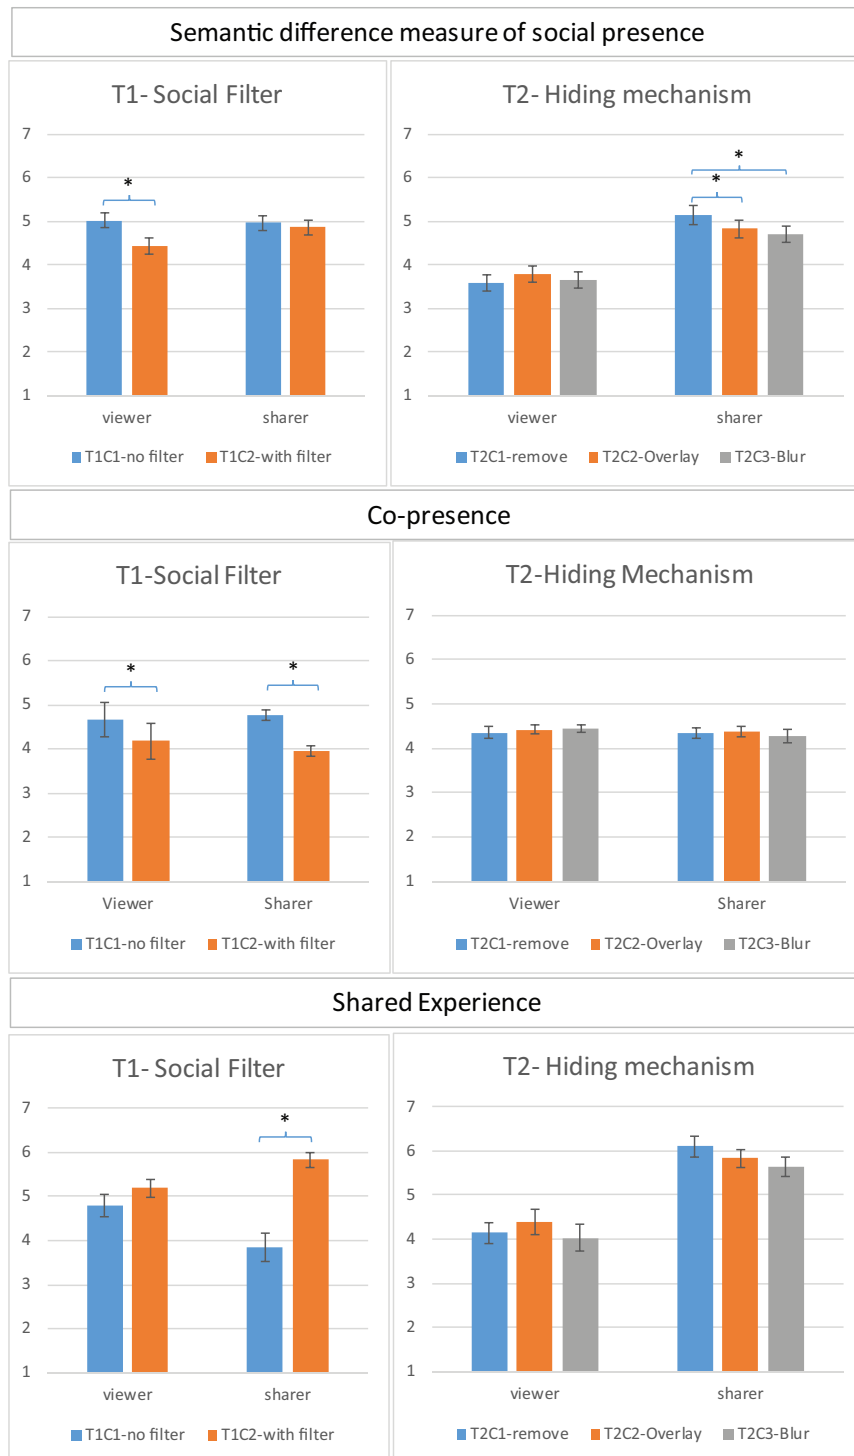 Semantic difference measure of social presence
T1- Social Filter
7
6
5
4
3
2
1
*
viewer
sharer
T1C1-no filter
T1C2-with filter
T2- Hiding mechanism
7
6
5
4
3
2
1
*
*
viewer
sharer
T2C1-remove
T2C2-Overlay
T2C3-Blur
Co-presence
T1-Social Filter
7
6
5
4
3
2
1
*
*
Viewer
Sharer
T1C1-no filter
T1C2-with filter
T2-Hiding Mechanism
7
6
5
4
3
2
1
Viewer
Sharer
T2C1-remove
T2C2-Overlay
T2C3-Blur
Shared Experience
T1- Social Filter
7
6
5
4
3
2
1
*
viewer
sharer
T1C1-no filter
T1C2-with filter
T2- Hiding mechanism
7
6
5
4
3
2
1
viewer
sharer
T2C1-remove
T2C2-Overlay
T2C3-Blur